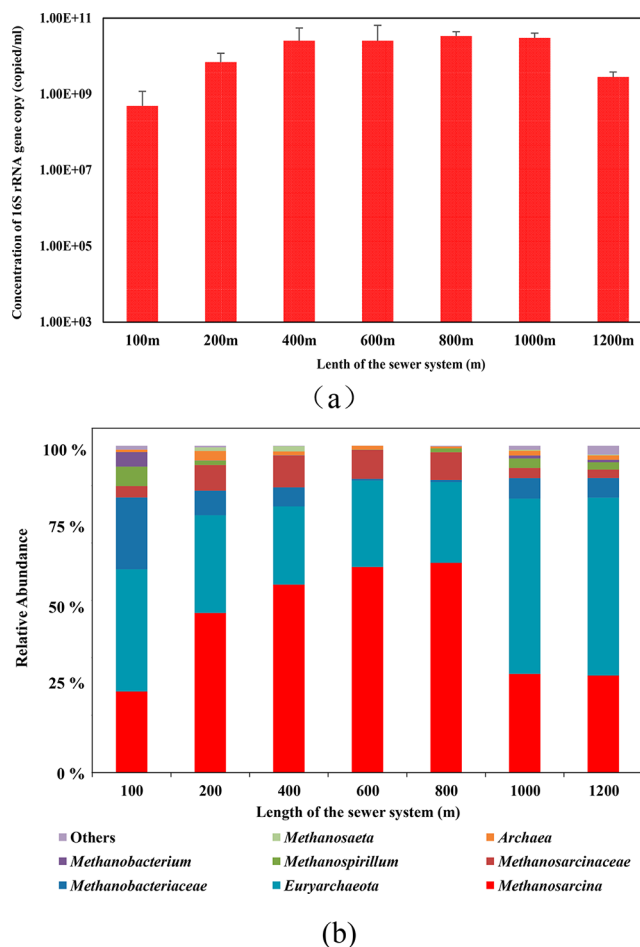 Concentration of 16S rRNA gene copy (copied/ml)
1.00E+11
1.00E+09
1.00E+07
1.00E+05
1.00E+03
100m 200m 400m 600m 800m 1000m 1200m
Lenth of the sewer system (m)
(a)
Relative Abundance
100 %
75 %
50 %
25 %
0 %
100 200 400 600 800 1000 1200
Length of the sewer system (m)
Others Methanosaeta Archaea
Methanobacterium Methanospirillum Methanosarcinaceae
Methanobacteriaceae Euryarchaeota Methanosarcina
(b)